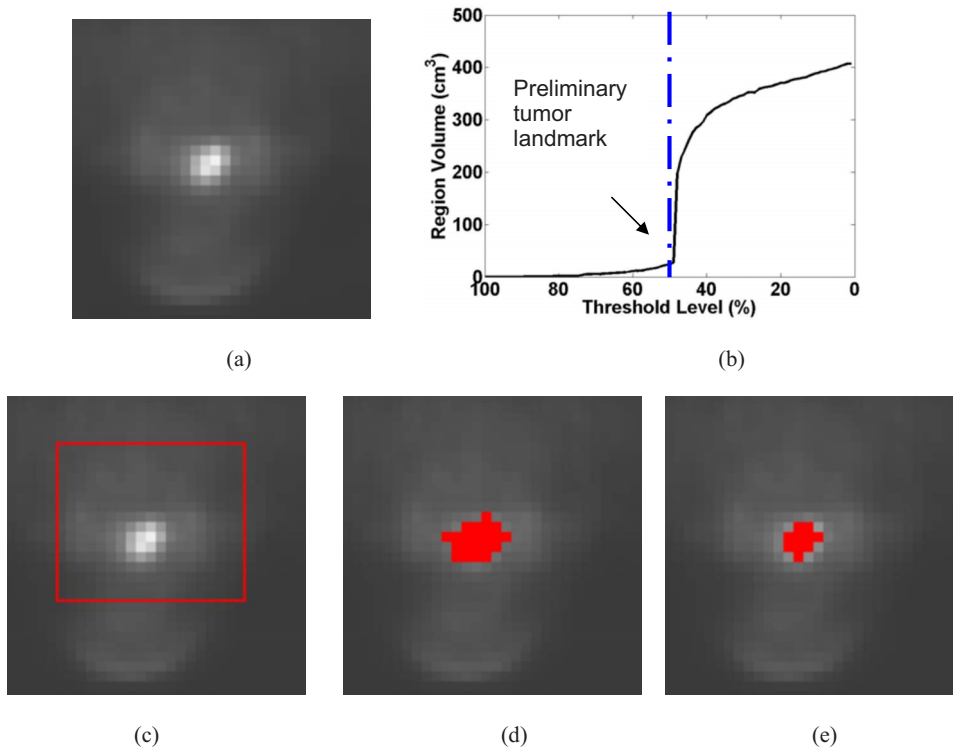 500
400
300
200
100
0
Region Volume (cm³)
Preliminary
tumor
landmark
100
80
60
40
20
0
Threshold Level (%)
(a)
(b)
(c)
(d)
(e)